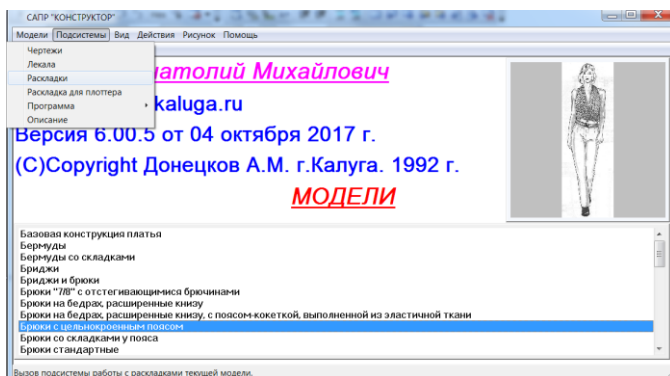 САПР "КОНСТРУКТОР"
Модели Подсистемы Вид Действия Рисунок Помощь
Чертежи
Лекала
Раскладки
Раскладка для плоттера
Программа
Описание
натолий Михайлович
kaluga.ru
Версия 6.00.5 от 04 октября 2017 г.
(C)Copyright Донецков А.М. г.Калуга. 1992 г.
МОДЕЛИ
Базовая конструкция платья
Бермуды
Бермуды со складками
Бриджи
Бриджи и брюки
Брюки "7/8" с отстегивающимися брючинами
Брюки на бедрах, расширенные книзу
Брюки на бедрах, расширенные книзу, с поясом-кокеткой, выполненной из эластичной ткани
Брюки с цельнокроенным поясом
Брюки со складками у пояса
Брюки стандартные
Вызов подсистемы работы с раскладками текущей модели.